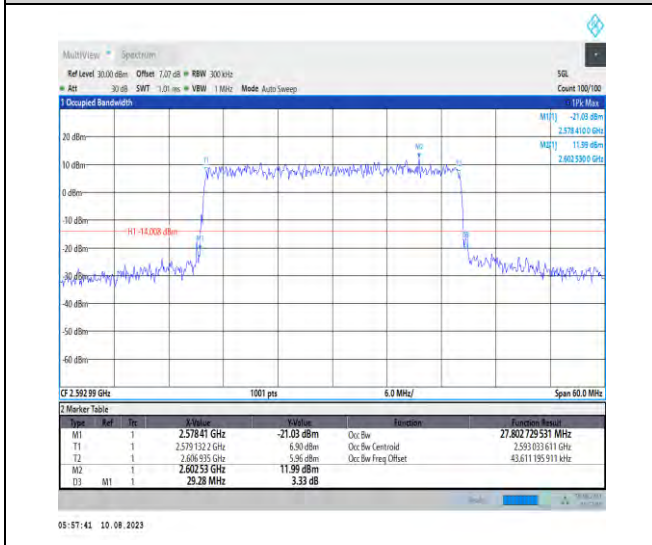 MultiView Spectrum
Ref Level 30.00 dBm Offset 7.07 dB RBW 300 kHz SGL
Att 30 dB SWT 1.01 ms VBW 1 MHz Mode Auto Sweep Count 100/100
1 Occupied Bandwidth 1Pk Max
M1[1] -21.03 dBm
2.578 410 0 GHz
M2[1] 11.99 dBm
2.602 530 0 GHz
20 dBm
M2
T1
10 dBm
0 dBm
-10 dBm
H1 -14.008 dBm
-20 dBm
-30 dBm
-40 dBm
-50 dBm
-60 dBm
CF 2.592 99 GHz 1001 pts 6.0 MHz/ Span 60.0 MHz
2 Marker Table
Type Ref Trc X-Value Y-Value Function Function Result
M1 1 2.578 41 GHz -21.03 dBm Occ Bw 27.802 729 531 MHz
T1 1 2.579 132 2 GHz 6.90 dBm Occ Bw Centroid 2.593 033 611 GHz
T2 1 2.606 935 GHz 5.96 dBm Occ Bw Freq Offset 43.611 195 911 kHz
M2 1 2.602 53 GHz 11.99 dBm
D3 M1 1 29.28 MHz 3.33 dB
05:57:41 10.08.2023